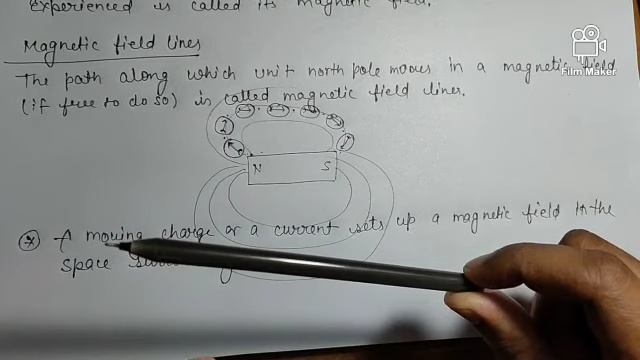 Experienced is called its magnetic field.
Magnetic field lines
The path along which unit north pole moves in a magnetic field
(if free to do so) is called magnetic field lines.
N S
A moving charge or a current sets up a magnetic field in the
space
Film Maker